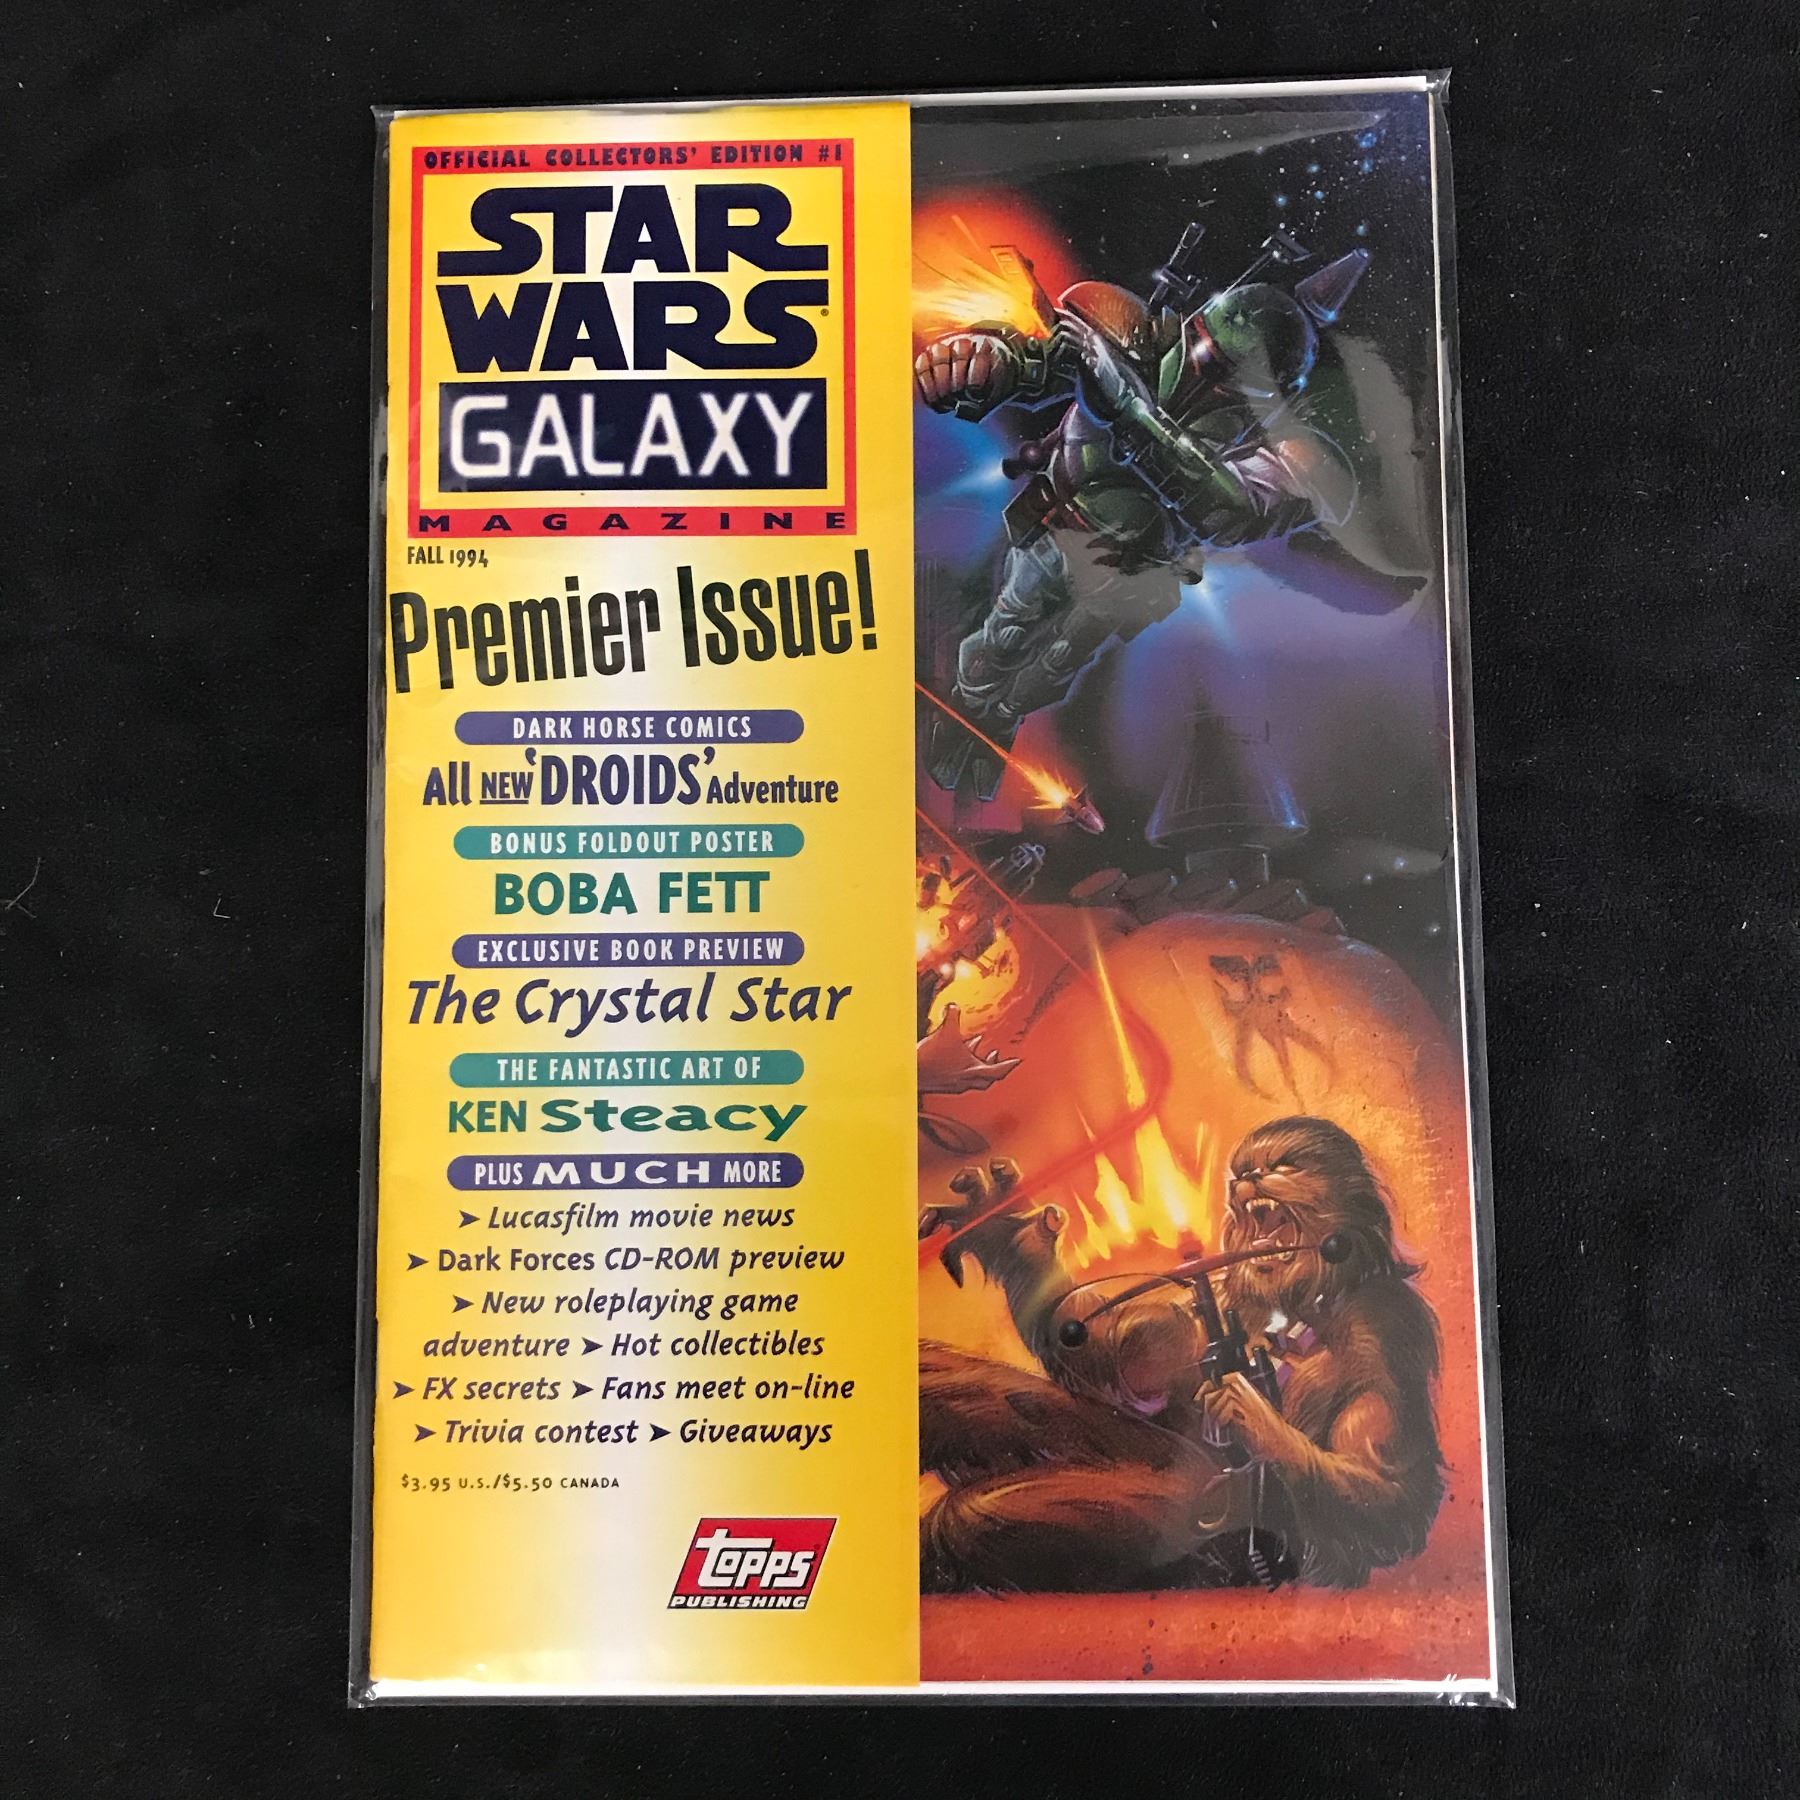 OFFICIAL COLLECTORS' EDITION #1
STAR
WARS®
GALAXY
MAGAZINE
FALL 1994
Premier Issue!
DARK HORSE COMICS
All NEW 'DROIDS' Adventure
BONUS FOLDOUT POSTER
BOBA FETT
EXCLUSIVE BOOK PREVIEW
The Crystal Star
THE FANTASTIC ART OF
KEN Steacy
PLUS MUCH MORE
➤ Lucasfilm movie news
➤ Dark Forces CD-ROM preview
➤ New roleplaying game
adventure ➤ Hot collectibles
➤ FX secrets ➤ Fans meet on-line
➤ Trivia contest ➤ Giveaways
$3.95 U.S./$5.50 CANADA
topps®
PUBLISHING